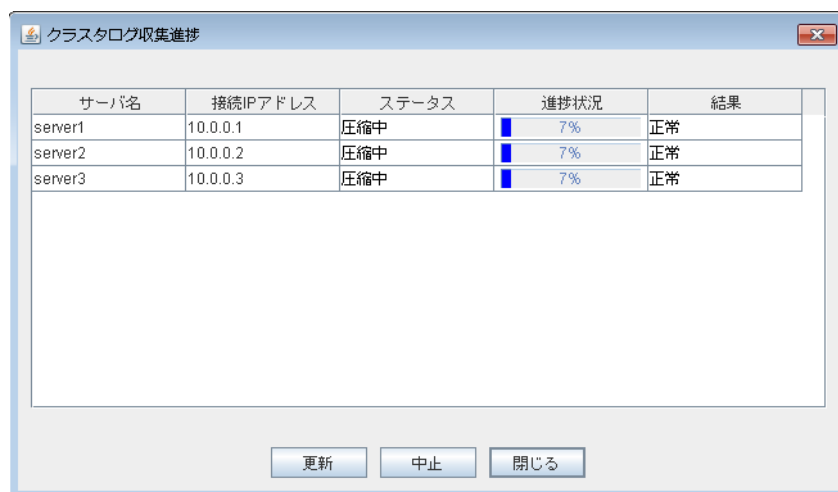 クラスタログ収集進捗
サーバ名 接続IPアドレス ステータス 進捗状況 結果
server1 10.0.0.1 圧縮中 7% 正常
server2 10.0.0.2 圧縮中 7% 正常
server3 10.0.0.3 圧縮中 7% 正常
更新 中止 閉じる